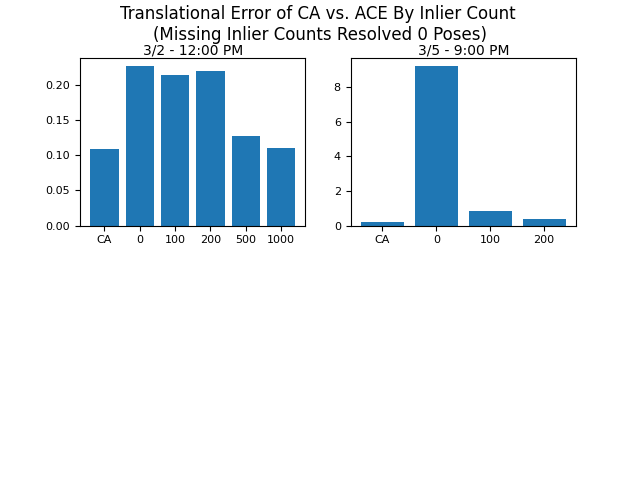 Translational Error of CA vs. ACE By Inlier Count
(Missing Inlier Counts Resolved 0 Poses)
3/2 - 12:00 PM
0.20
0.15
0.10
0.05
0.00
CA 0 100 200 500 1000
3/5 - 9:00 PM
8
6
4
2
0
CA 0 100 200